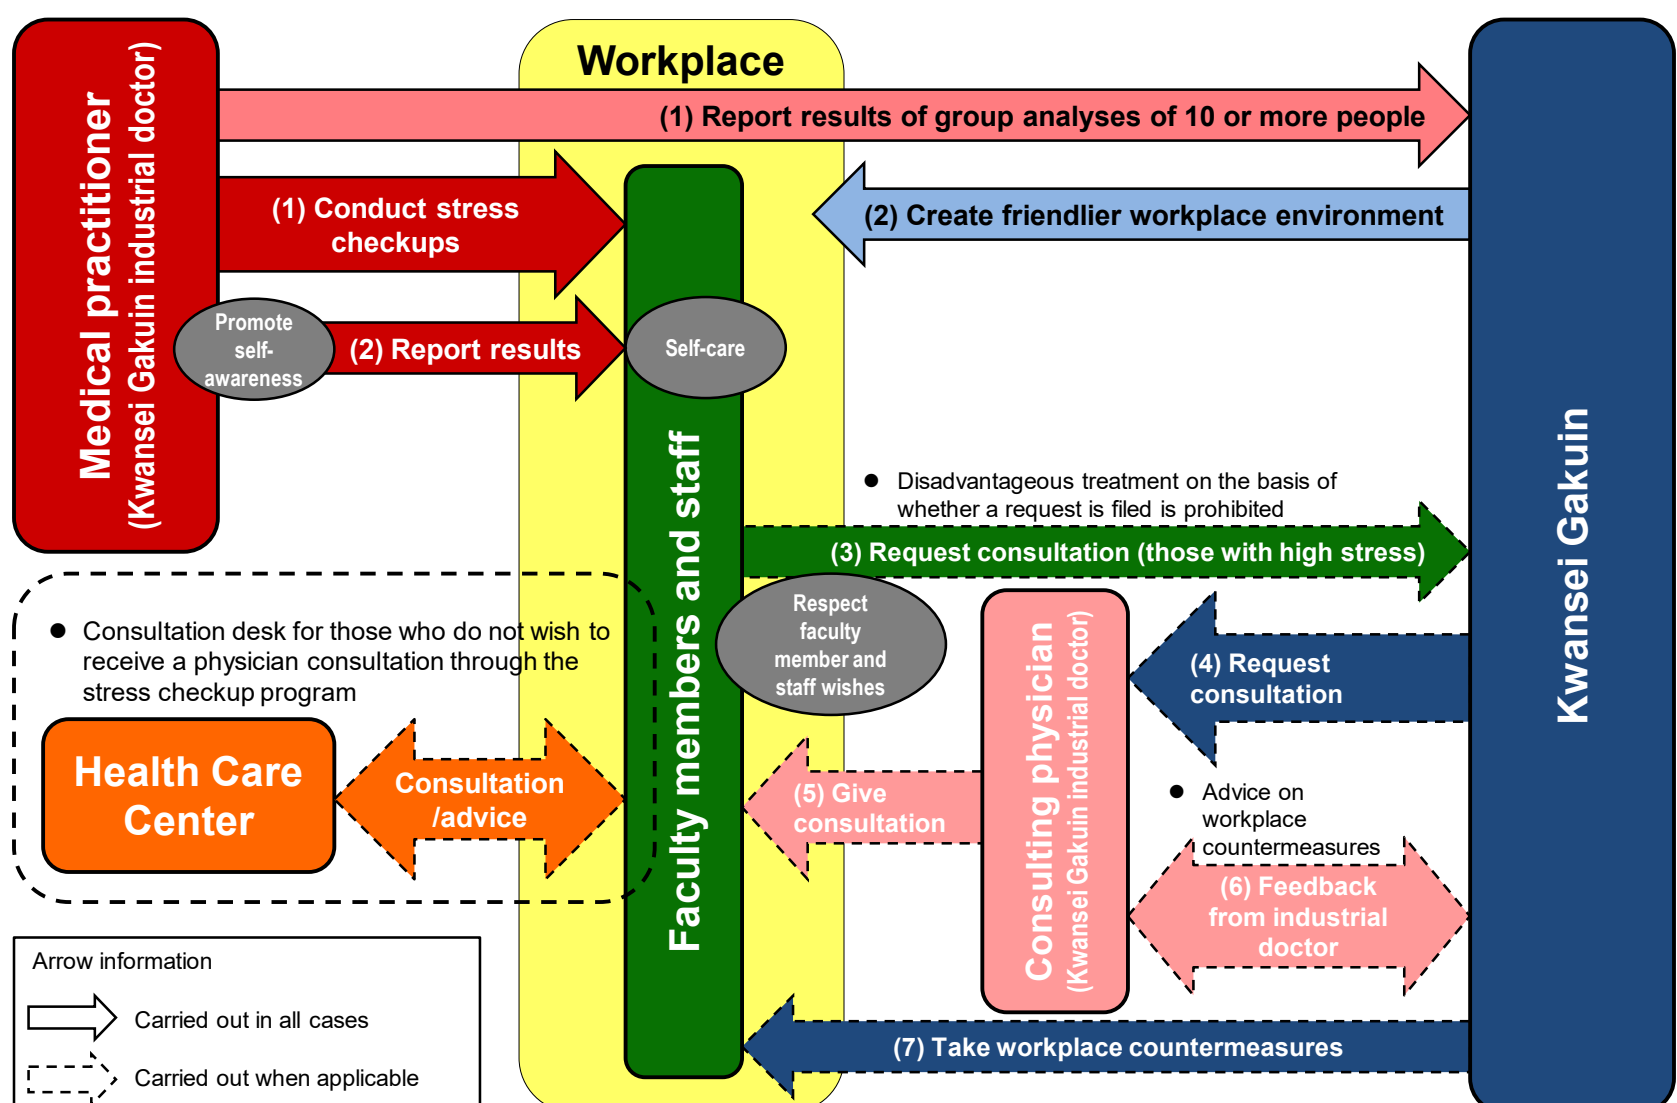 Workplace
Medical practitioner
(Kwansei Gakuin industrial doctor)
(1) Report results of group analyses of 10 or more people
(1) Conduct stress
checkups
(2) Create friendlier workplace environment
Promote
self-
awareness
(2) Report results
Self-care
Faculty members and staff
Kwansei Gakuin
● Disadvantageous treatment on the basis of
whether a request is filed is prohibited
(3) Request consultation (those with high stress)
Respect
faculty
member and
staff wishes
Consulting physician
(Kwansei Gakuin industrial doctor)
(4) Request
consultation
● Consultation desk for those who do not wish to
receive a physician consultation through the
stress checkup program
Health Care
Center
Consultation
/advice
(5) Give
consultation
● Advice on
workplace
countermeasures
(6) Feedback
from industrial
doctor
(7) Take workplace countermeasures
Arrow information
Carried out in all cases
Carried out when applicable